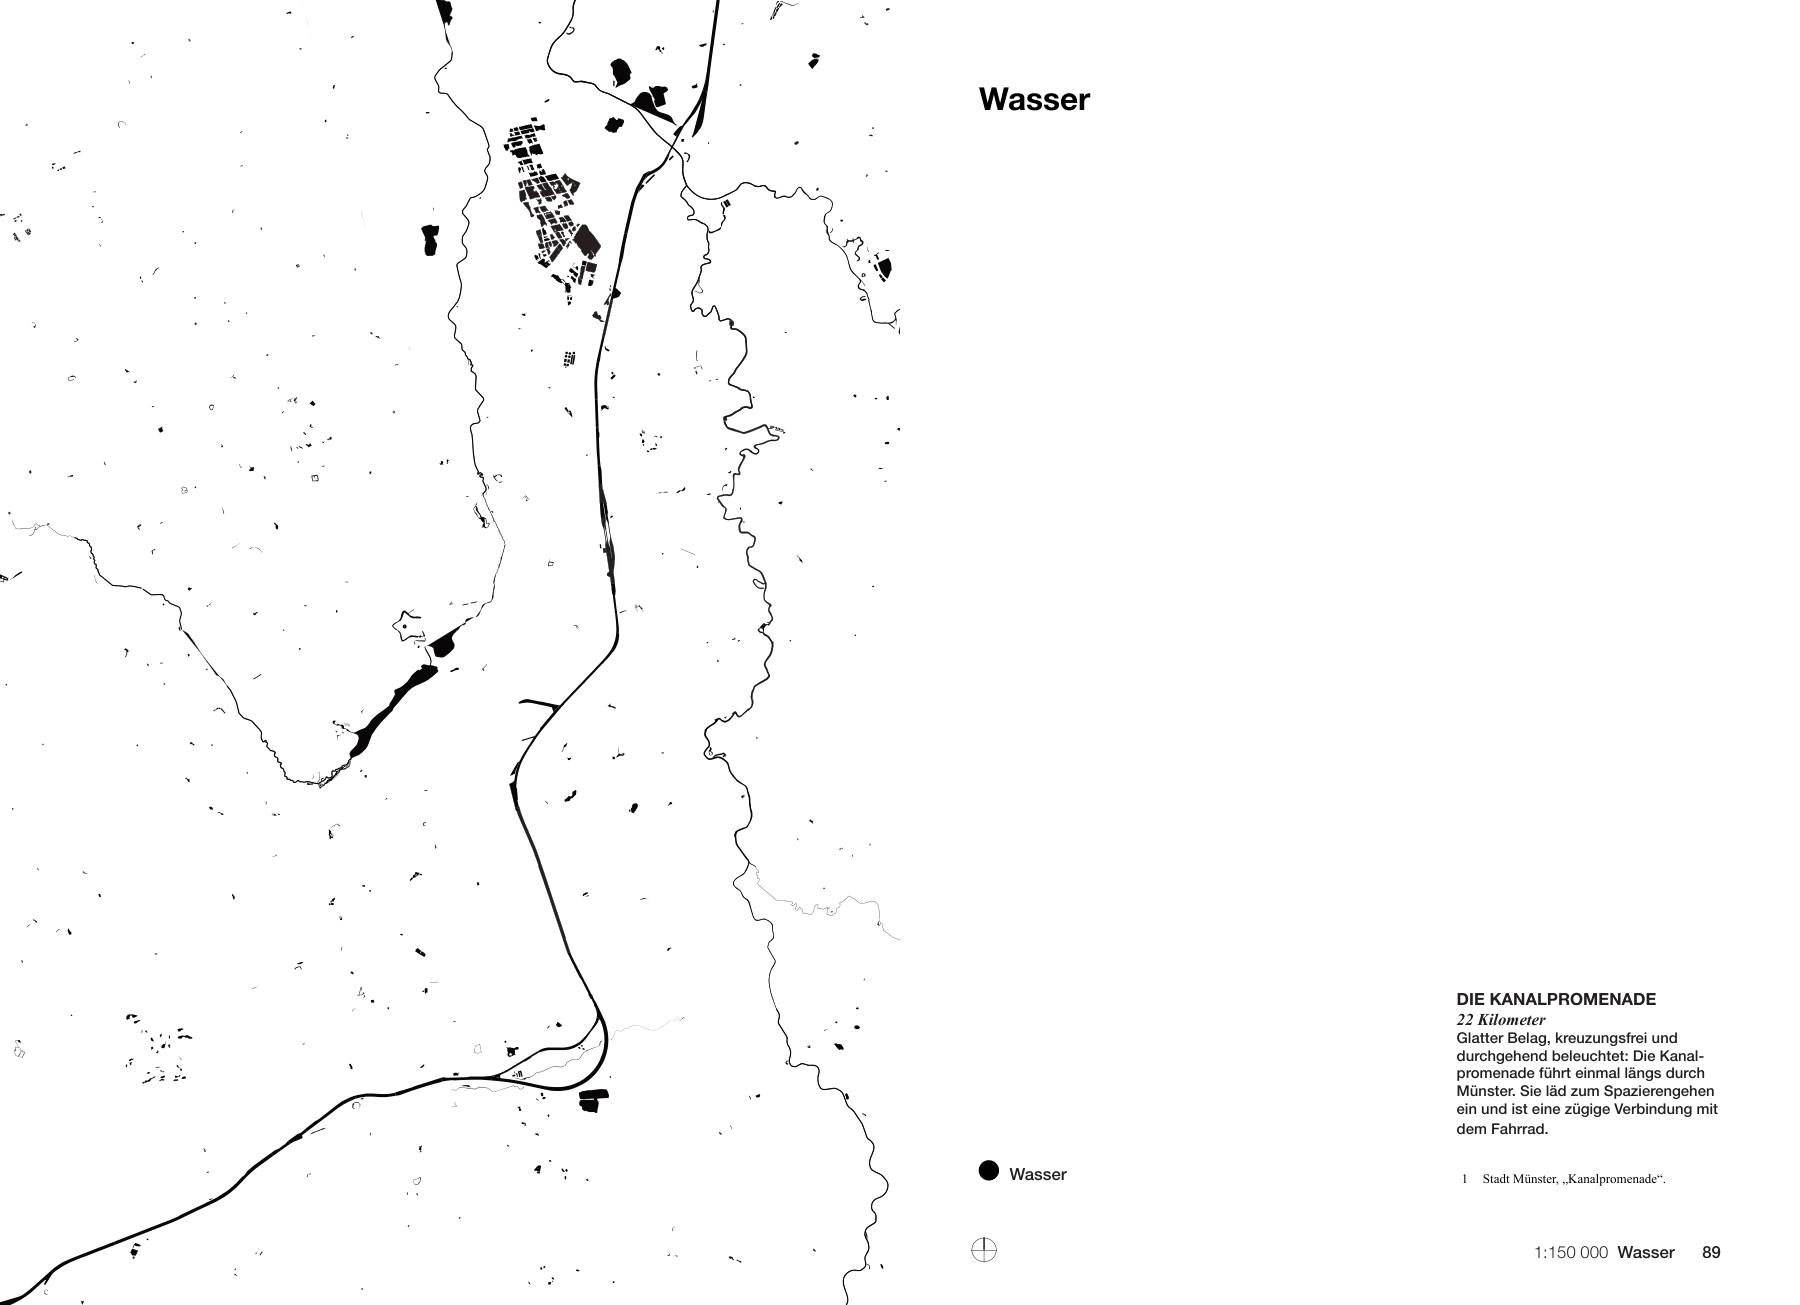 Wasser
DIE KANALPROMENADE
22 Kilometer
Glatter Belag, kreuzungsfrei und
durchgehend beleuchtet: Die Kanal-
promenade führt einmal längs durch
Münster. Sie läd zum Spazierengehen
ein und ist eine zügige Verbindung mit
dem Fahrrad.
Wasser
1 Stadt Münster, „Kanalpromenade“.
1:150 000 Wasser 89